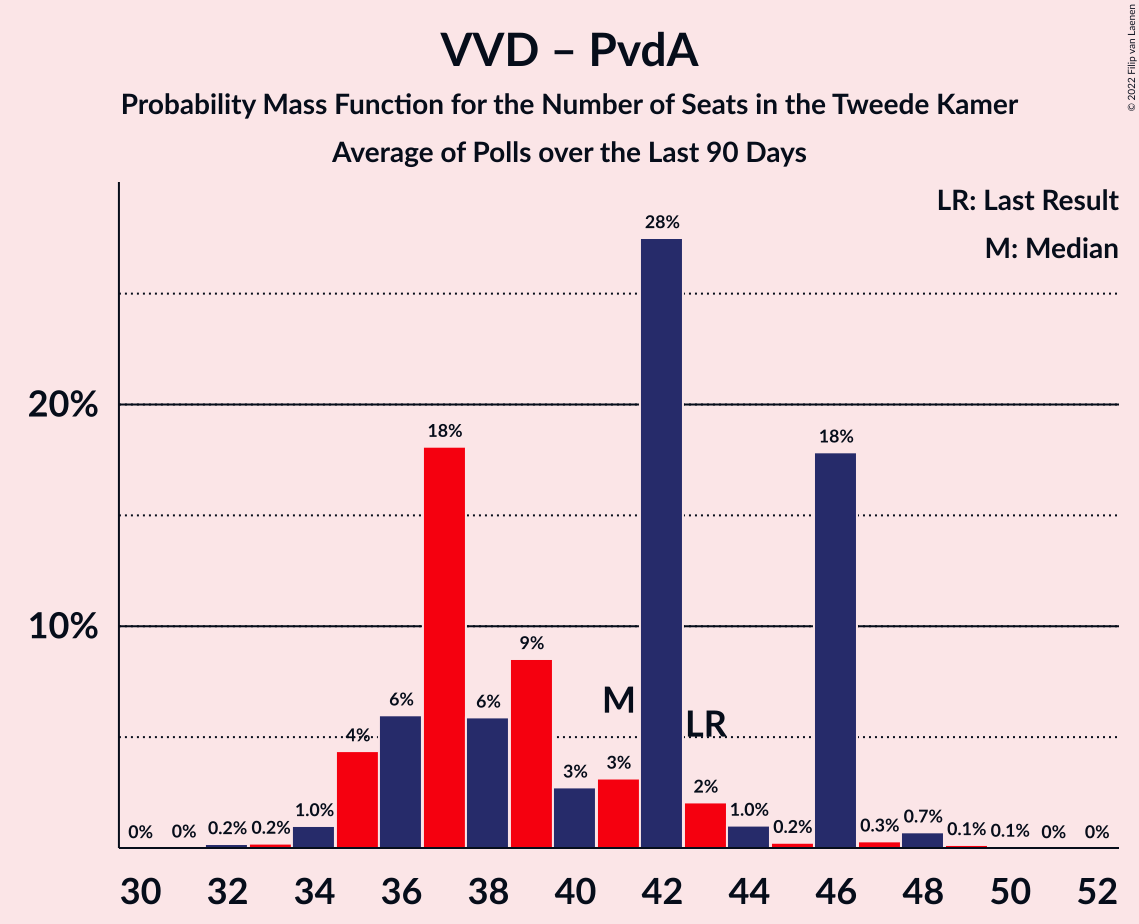 VVD – PvdA
Probability Mass Function for the Number of Seats in the Tweede Kamer
Average of Polls over the Last 90 Days
© 2022 Filip van Laenen
LR: Last Result
M: Median
20%
10%
0%
0%
0.2%
0.2%
1.0%
4%
6%
18%
6%
9%
3%
3%
28%
2%
1.0%
0.2%
18%
0.3%
0.7%
0.1%
0.1%
0%
0%
M
LR
30 32 34 36 38 40 42 44 46 48 50 52